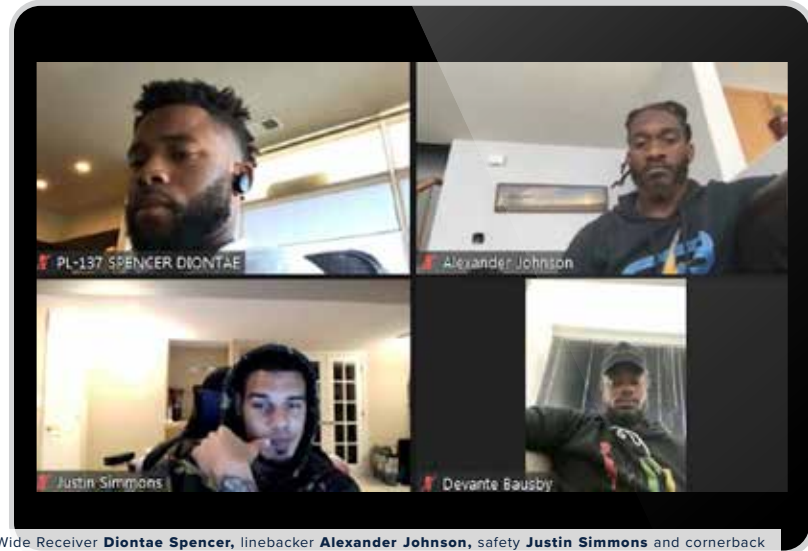 PL-137 SPENCER DIONTAE
Alexander Johnson
Justin Simmons
Devante Bausby
Wide Receiver Diontae Spencer, linebacker Alexander Johnson, safety Justin Simmons and cornerback